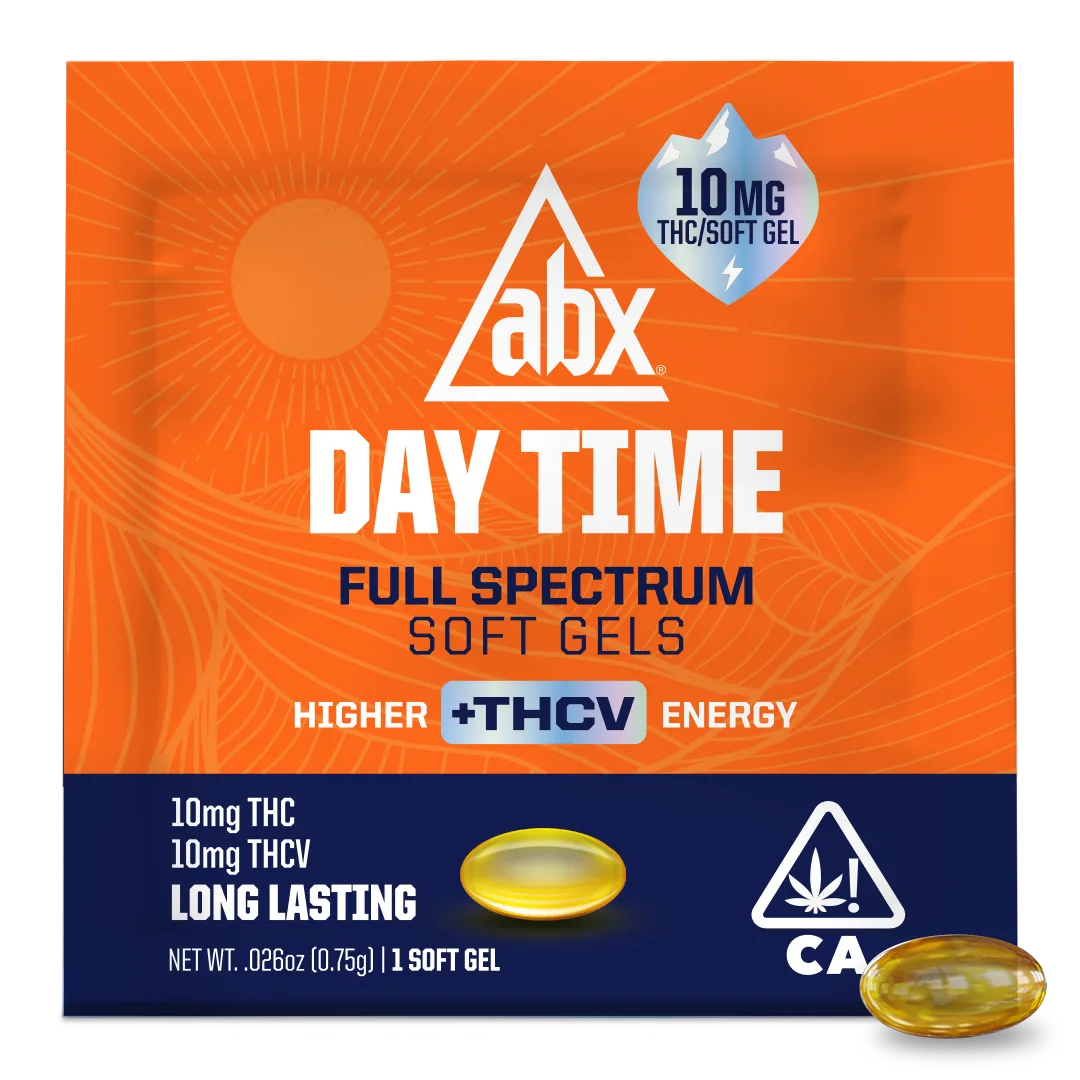 10 MG
THC/SOFT GEL
abx®
DAY TIME
FULL SPECTRUM
SOFT GELS
HIGHER +THCV ENERGY
10mg THC
10mg THCV
LONG LASTING
NET WT. .026oz (0.75g) | 1 SOFT GEL
!
CA